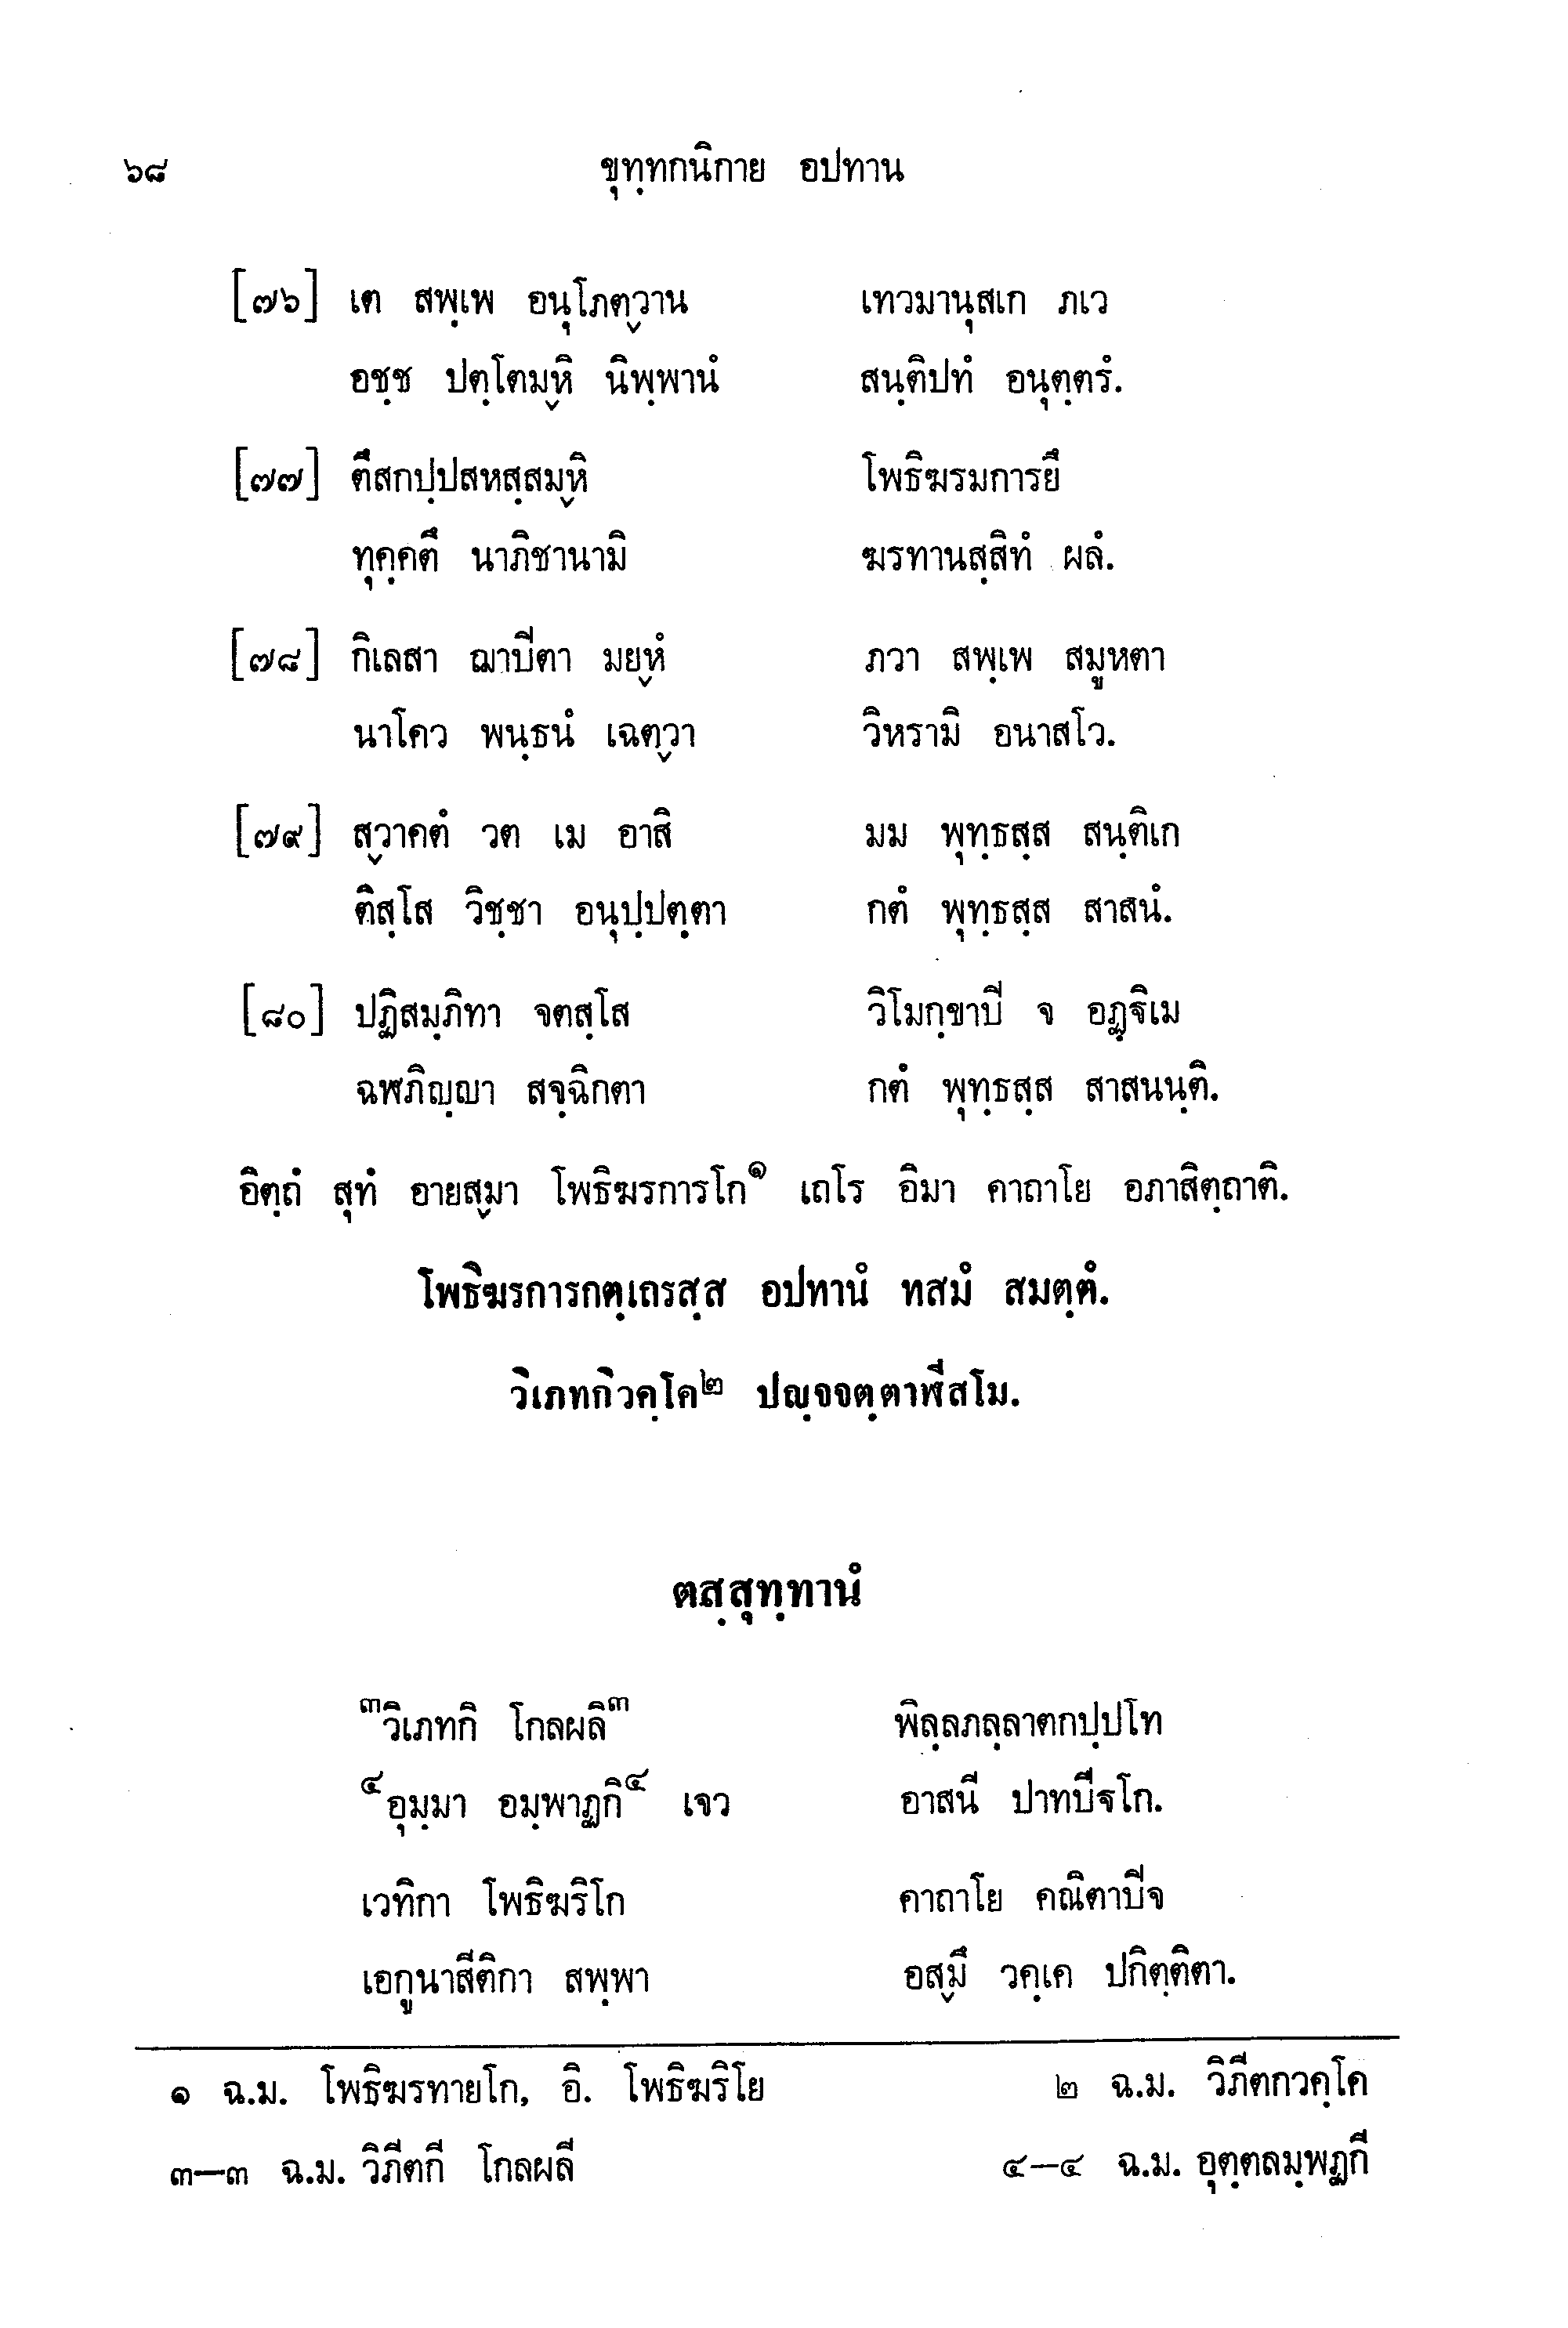 ๖๘ ขุทฺทกนิกาย อปทาน
[๗๖] เต สพฺเพ อนุโภต๎วาน เทวมานุสเก ภเว
อชฺช ปตฺโตม๎หิ นิพฺพานํ สนฺติปทํ อนุตฺตรํ.
[๗๗] ตึสกปฺปสหสฺสม๎หิ โพธิฆรมการยึ
ทุคฺคตึ นาภิชานามิ ฆรทานสฺสิทํ ผลํ.
[๗๘] กิเลสา ฌาปิตา มย๎หํ ภวา สพฺเพ สมูหตา
นาโคว พนฺธนํ เฉต๎วา วิหรามิ อนาสโว.
[๗๙] ส๎วาคตํ วต เม อาสิ มม พุทฺธสฺส สนฺติเก
ติสฺโส วิชฺชา อนุปฺปตฺตา กตํ พุทฺธสฺส สาสนํ.
[๘๐] ปฏิสมฺภิทา จตสฺโส วิโมกฺขาปิ จ อฏฺฐิเม
ฉฬภิญฺญา สจฺฉิกตา กตํ พุทฺธสฺส สาสนนฺติ.
อิตฺถํ สุทํ อายส๎มา โพธิฆรการโก๑ เถโร อิมา คาถาโย อภาสิตฺถาติ.
โพธิฆรการกตฺเถรสฺส อปทานํ ทสมํ สมตฺตํ.
วิเภทกิวคฺโค๒ ปญฺจจตฺตาฬีสโม.
ตสฺสุทฺทานํ
๓วิเภทกิ โกลผลิ๓ พิลฺลภลฺลาตกปฺปโท
๔อุมฺมา อมฺพาฏกิ๔ เจว อาสนี ปาทปีฐโก.
เวทิกา โพธิฆริโก คาถาโย คณิตาปิจ
เอกูนาสีติกา สพฺพา อส๎มึ วคฺเค ปกิตฺติตา.
๑ ฉ.ม. โพธิฆรทายโก, อิ. โพธิฆริโย ๒ ฉ.ม. วิภีตกวคฺโค
๓—๓ ฉ.ม. วิภีตกี โกลผลี ๔—๔ ฉ.ม. อุตฺตลมฺพฏกี